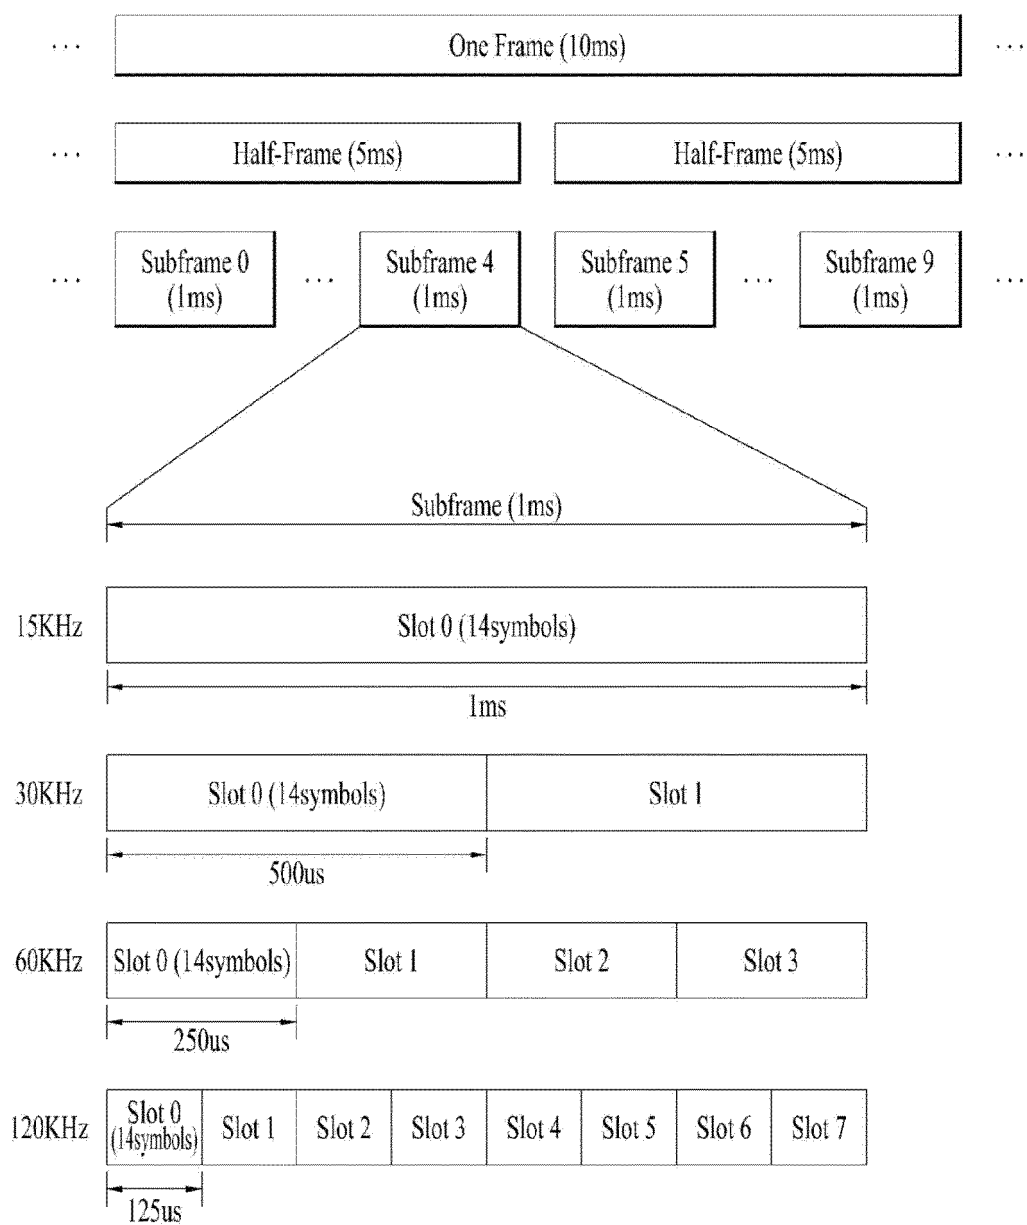 ... One Frame (10ms) ...
... Half-Frame (5ms) Half-Frame (5ms) ...
... Subframe 0 (1ms) ... Subframe 4 (1ms) Subframe 5 (1ms) ... Subframe 9 (1ms) ...
Subframe (1ms)
15KHz Slot 0 (14symbols)
1ms
30KHz Slot 0 (14symbols) Slot 1
500us
60KHz Slot 0 (14symbols) Slot 1 Slot 2 Slot 3
250us
120KHz Slot 0 (14symbols) Slot 1 Slot 2 Slot 3 Slot 4 Slot 5 Slot 6 Slot 7
125us